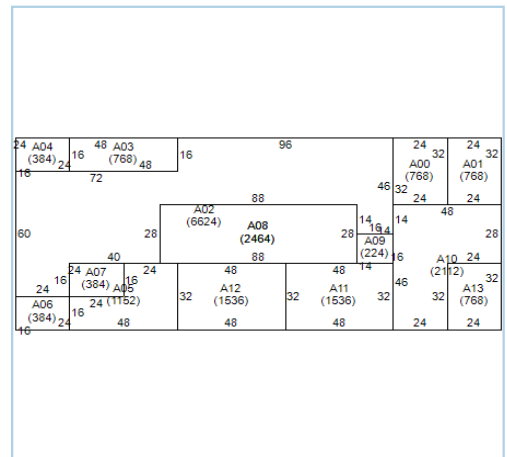 24 A04 48 A03 96 24 24
(384) 16 (768) 16 32 A00 32 A01
24 48 (768) (768)
16 72 46 32
24 24
88 48
A02 14 14
(6624) A08 16 14
60 28 (2464) 28 A09 28
(224)
40 88 16 A10 24
24 A07 24 48 48 14 (2112)
16 (384) 16 32
24 A05 A12 A11 46 A13
(1152) 32 (1536) 32 (1536) 32 32 (768)
A06 24
(384) 16
24 48 48 48 24 24
16